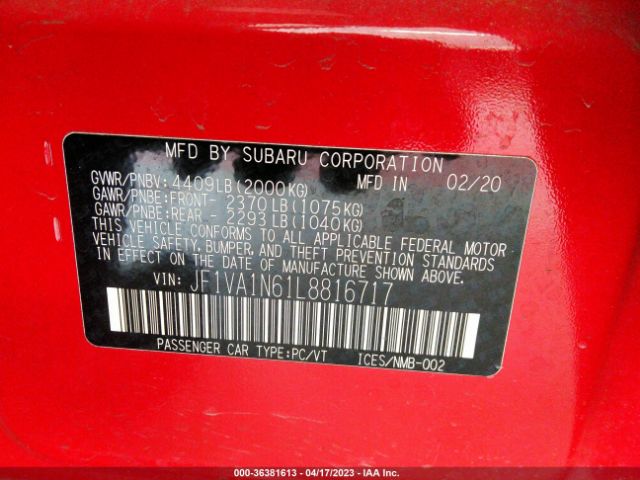 MFD BY SUBARU CORPORATION
GVWR/PNBV: 4409LB(2000KG) MFD IN 02/20
GAWR/PNBE:FRONT- 2370LB(1075KG)
GAWR/PNBE:REAR - 2293LB(1040KG)
THIS VEHICLE CONFORMS TO ALL APPLICABLE FEDERAL MOTOR
VEHICLE SAFETY, BUMPER, AND THEFT PREVENTION STANDARDS
IN EFFECT ON THE DATE OF MANUFACTURE SHOWN ABOVE.
VIN: JF1VA1N61L8816717
PASSENGER CAR TYPE:PC/VT ICES/NMB-002
000-36381613 - 04/17/2023 - IAA Inc.